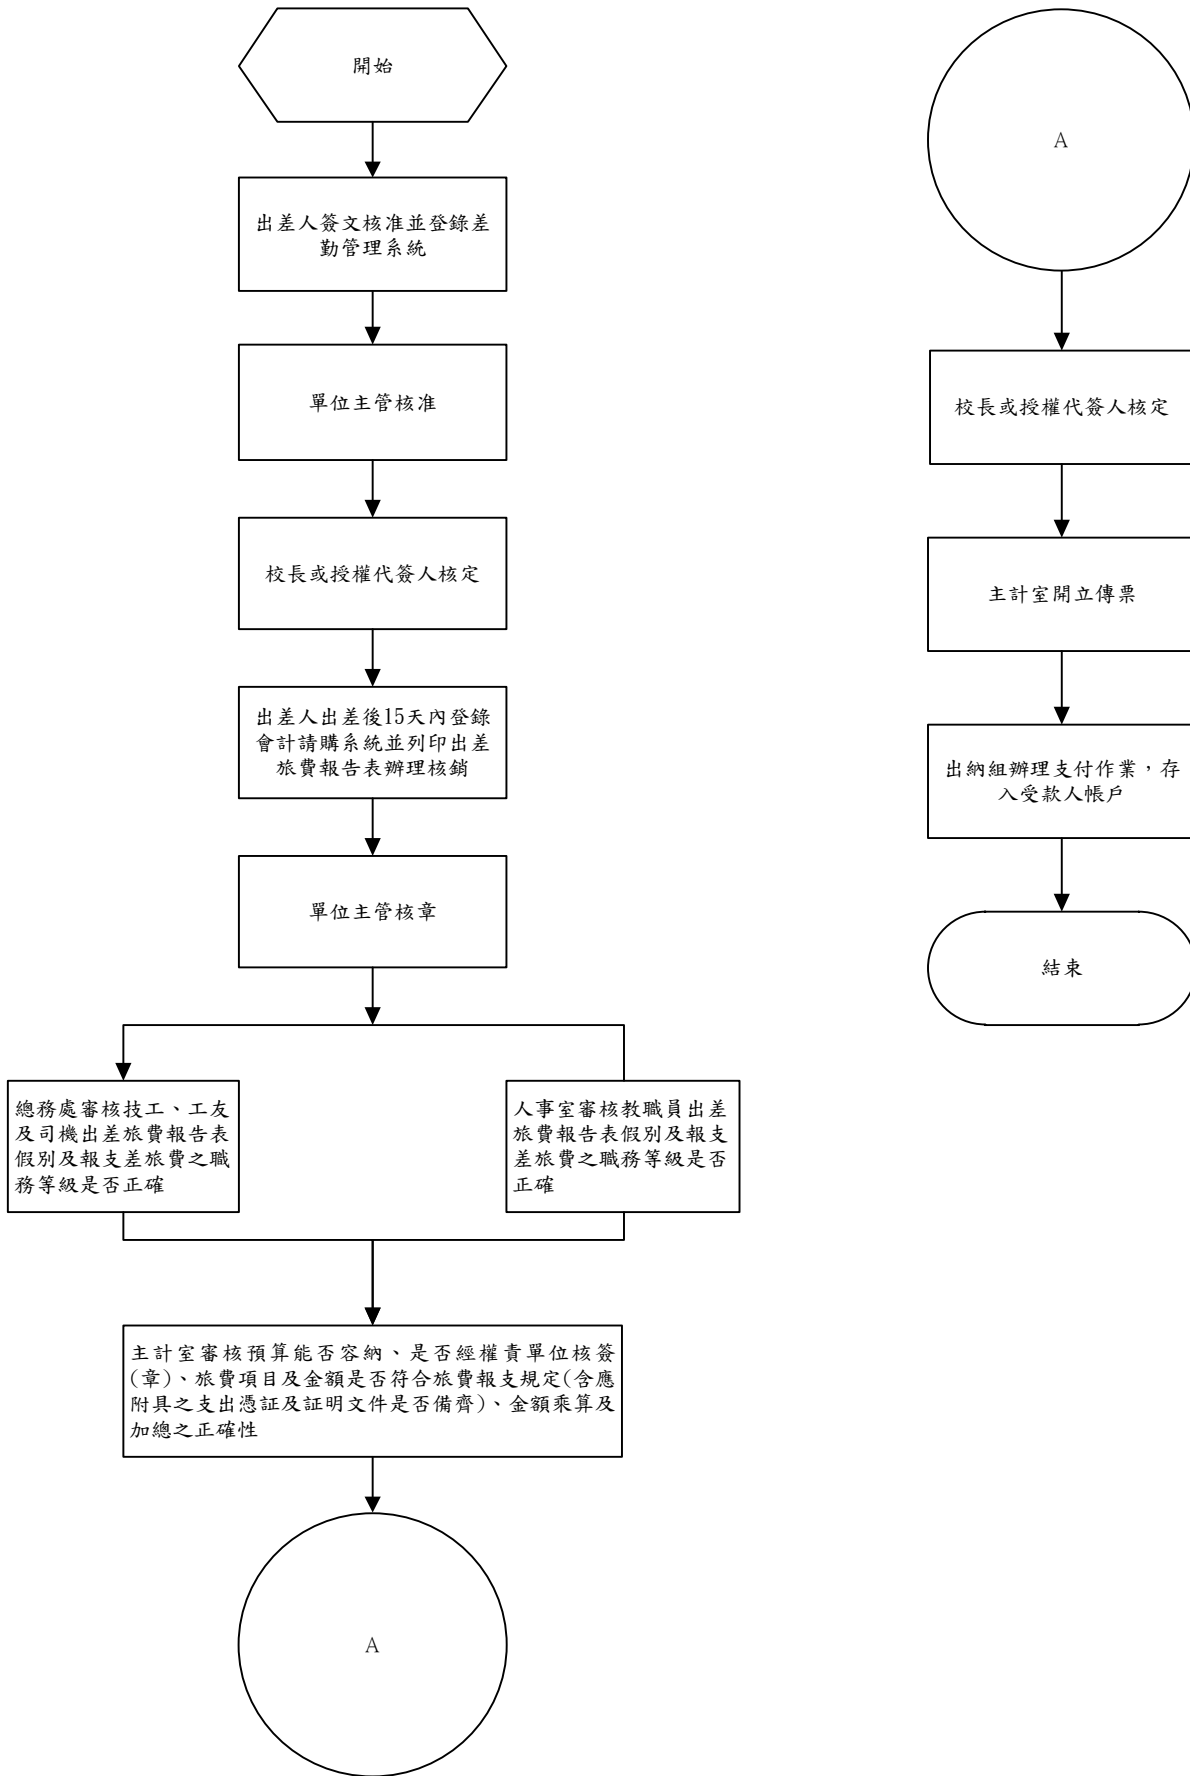 開始
出差人簽文核准並登錄差
勤管理系統
單位主管核准
校長或授權代簽人核定
出差人出差後15天內登錄
會計請購系統並列印出差
旅費報告表辦理核銷
單位主管核章
總務處審核技工、工友
及司機出差旅費報告表
假別及報支差旅費之職
務等級是否正確
人事室審核教職員出差
旅費報告表假別及報支
差旅費之職務等級是否
正確
主計室審核預算能否容納、是否經權責單位核簽
(章)、旅費項目及金額是否符合旅費報支規定(含應
附具之支出憑証及証明文件是否備齊)、金額乘算及
加總之正確性
A
A
校長或授權代簽人核定
主計室開立傳票
出納組辦理支付作業，存
入受款人帳戶
結束